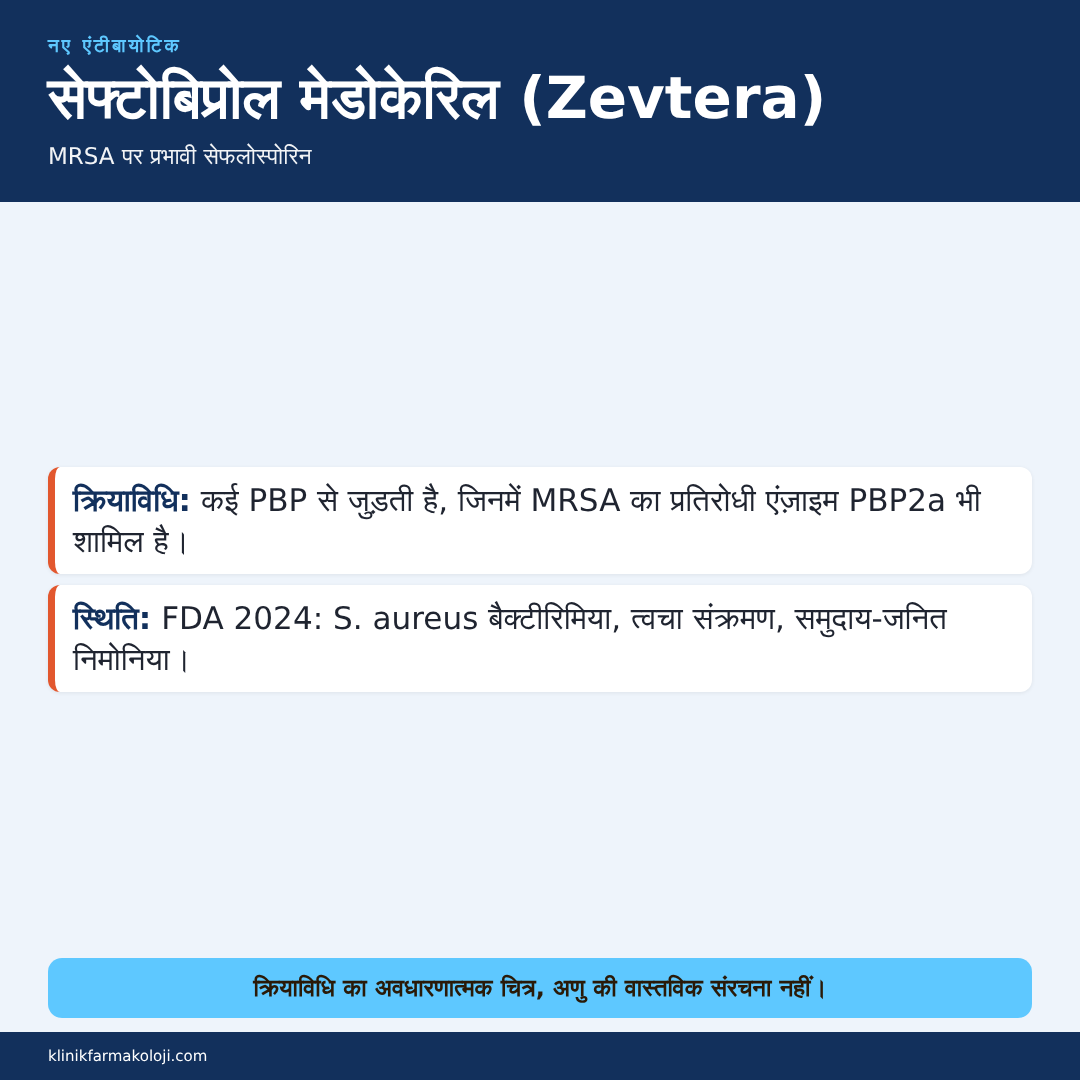 नए एंटीबायोटिक
सेफ्टोबिप्रोल मेडोकेरिल (Zevtera)
MRSA पर प्रभावी सेफलोस्पोरिन
क्रियाविधि: कई PBP से जुड़ती है, जिनमें MRSA का प्रतिरोधी एंज़ाइम PBP2a भी
शामिल है।
स्थिति: FDA 2024: S. aureus बैक्टीरिमिया, त्वचा संक्रमण, समुदाय-जनित
निमोनिया।
क्रियाविधि का अवधारणात्मक चित्र, अणु की वास्तविक संरचना नहीं।
klinikfarmakoloji.com